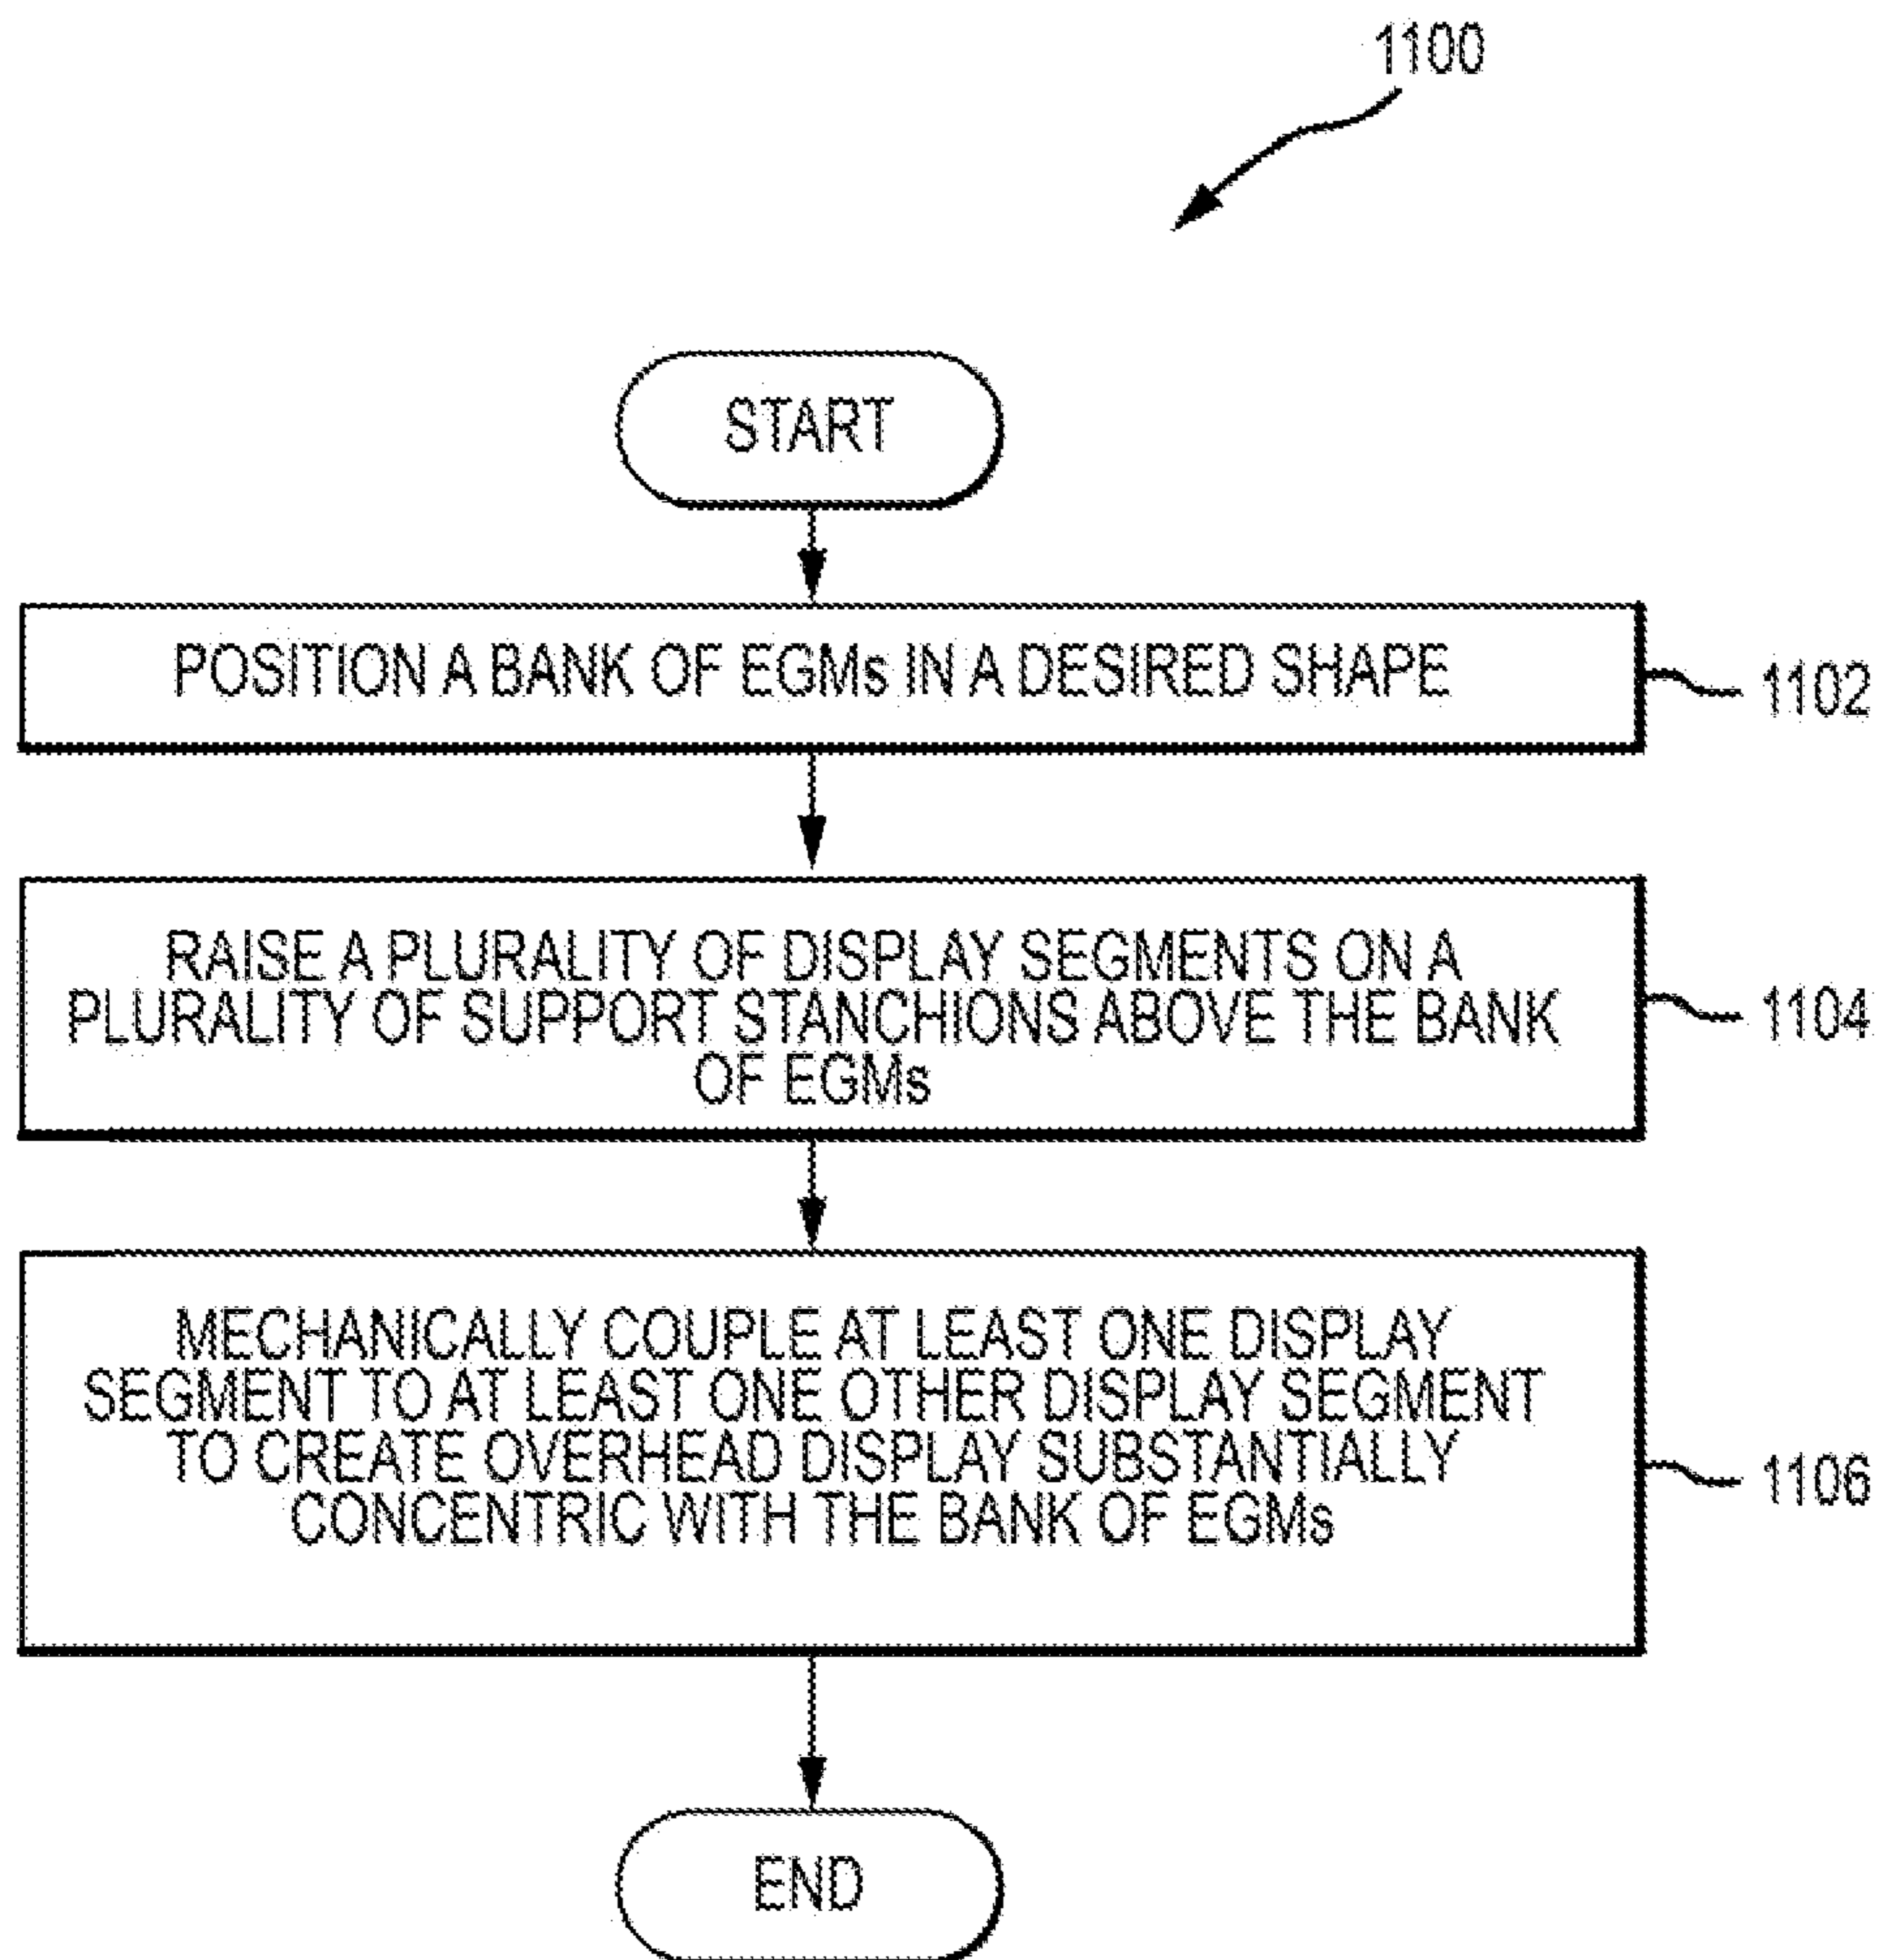 1100
START
POSITION A BANK OF EGMs IN A DESIRED SHAPE
1102
RAISE A PLURALITY OF DISPLAY SEGMENTS ON A
PLURALITY OF SUPPORT STANCHIONS ABOVE THE BANK
OF EGMs
1104
MECHANICALLY COUPLE AT LEAST ONE DISPLAY
SEGMENT TO AT LEAST ONE OTHER DISPLAY SEGMENT
TO CREATE OVERHEAD DISPLAY SUBSTANTIALLY
CONCENTRIC WITH THE BANK OF EGMs
1106
END